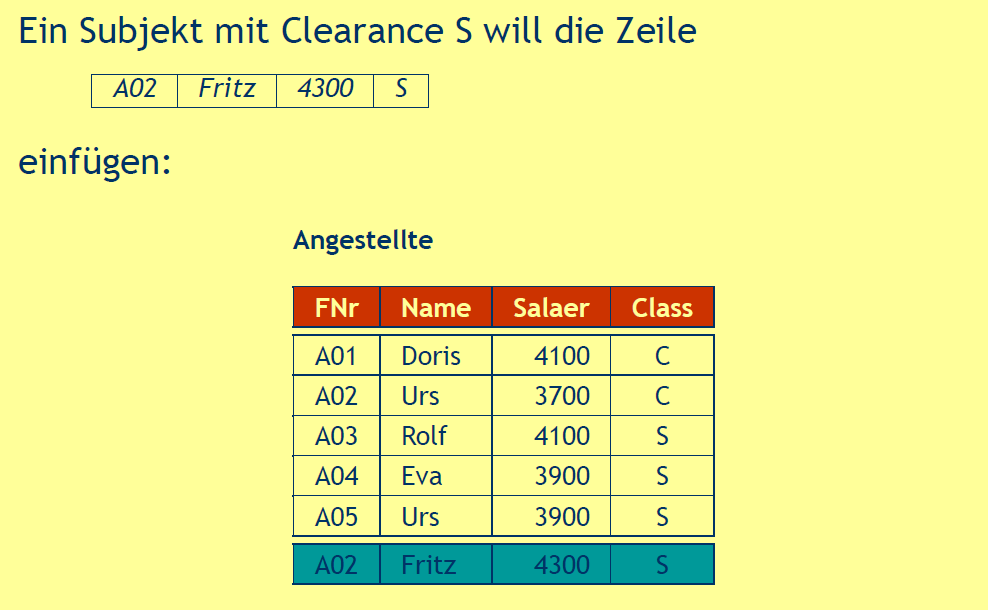 Ein Subjekt mit Clearance S will die Zeile
A02 Fritz 4300 S
einfügen:
Angestellte
FNr Name Salaer Class
A01 Doris 4100 C
A02 Urs 3700 C
A03 Rolf 4100 S
A04 Eva 3900 S
A05 Urs 3900 S
A02 Fritz 4300 S